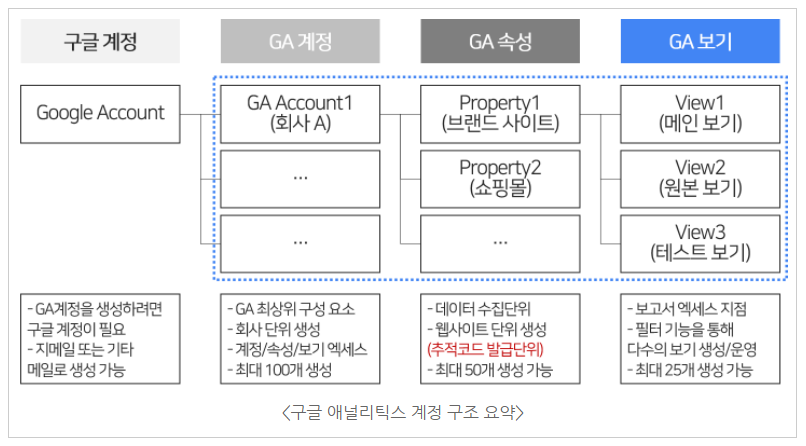 구글 계정
GA 계정
GA 속성
GA 보기
Google Account
GA Account1
(회사 A)
...
...
Property1
(브랜드 사이트)
Property2
(쇼핑몰)
...
View1
(메인 보기)
View2
(원본 보기)
View3
(테스트 보기)
- GA계정을 생성하려면
구글 계정이 필요
- 지메일 또는 기타
메일로 생성 가능
- GA 최상위 구성 요소
- 회사 단위 생성
- 계정/속성/보기 엑세스
- 최대 100개 생성
- 데이터 수집단위
- 웹사이트 단위 생성
(추적코드 발급단위)
- 최대 50개 생성 가능
- 보고서 엑세스 지점
- 필터 기능을 통해
다수의 보기 생성/운영
- 최대 25개 생성 가능
<구글 애널리틱스 계정 구조 요약>